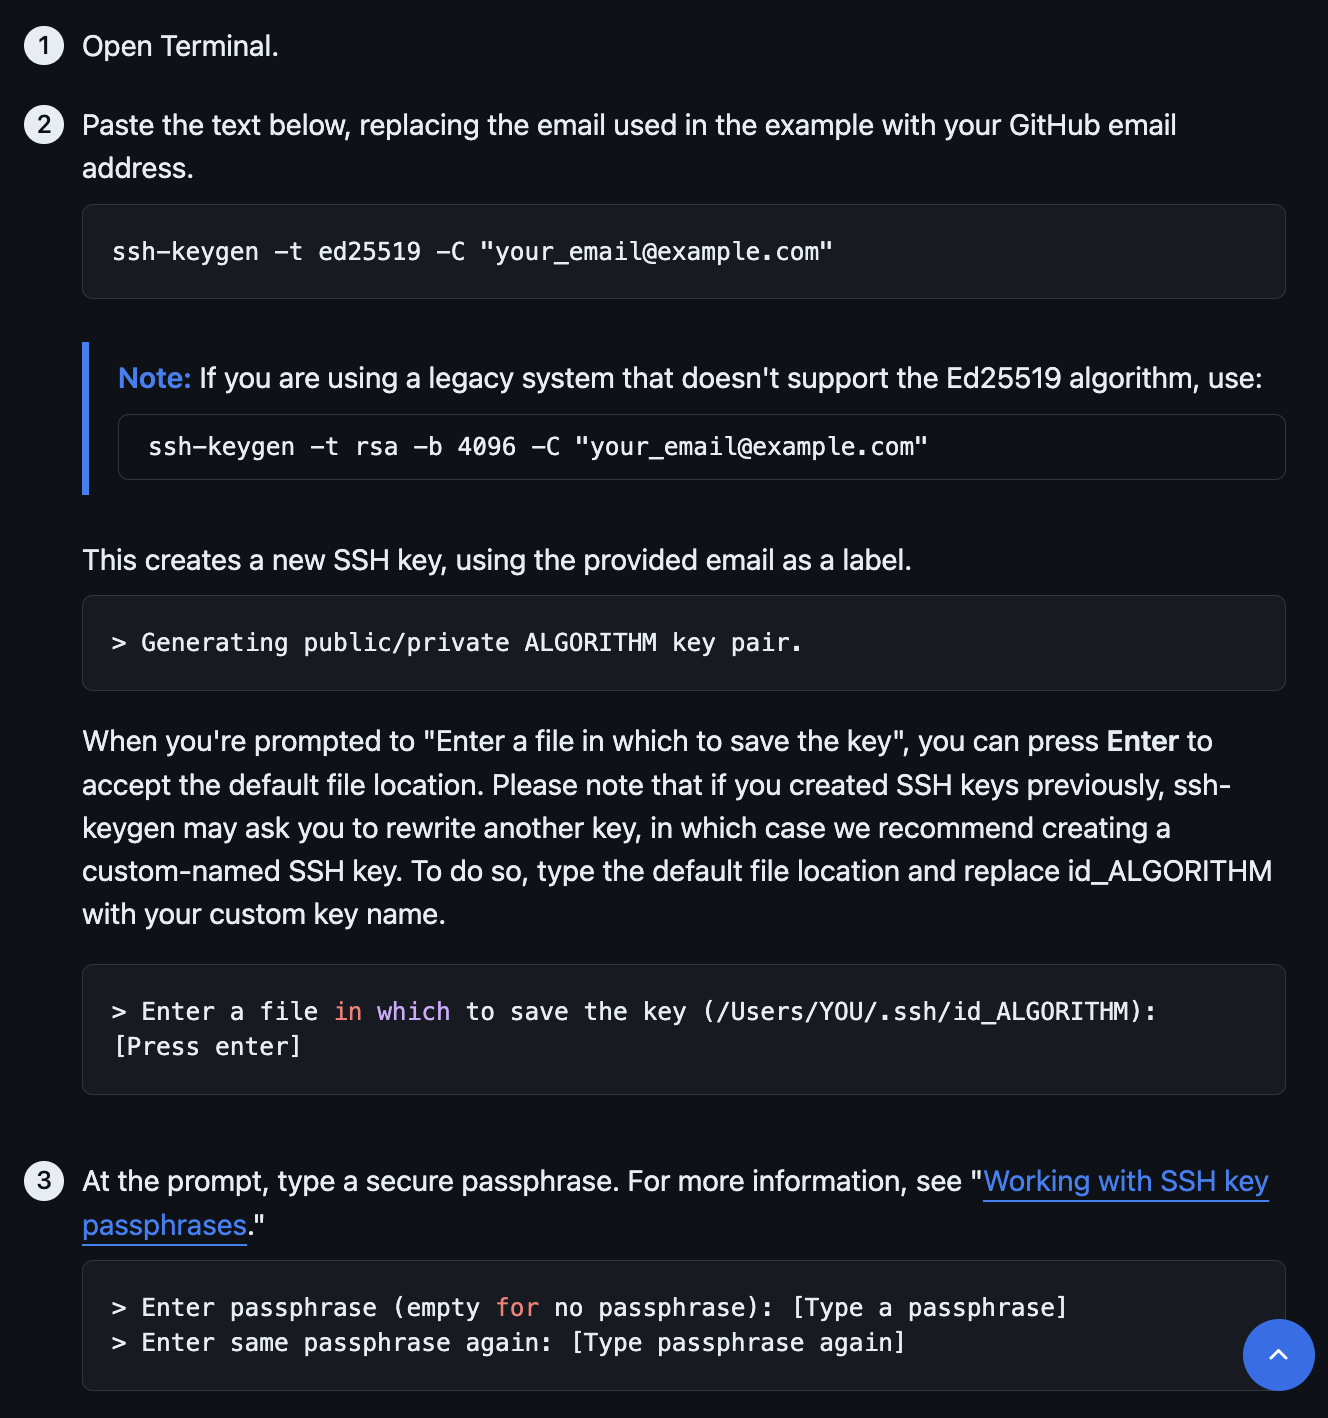 1 Open Terminal.
2 Paste the text below, replacing the email used in the example with your GitHub email
address.
ssh-keygen -t ed25519 -C "your_email@example.com"
Note: If you are using a legacy system that doesn't support the Ed25519 algorithm, use:
ssh-keygen -t rsa -b 4096 -C "your_email@example.com"
This creates a new SSH key, using the provided email as a label.
> Generating public/private ALGORITHM key pair.
When you're prompted to "Enter a file in which to save the key", you can press Enter to
accept the default file location. Please note that if you created SSH keys previously, ssh-
keygen may ask you to rewrite another key, in which case we recommend creating a
custom-named SSH key. To do so, type the default file location and replace id_ALGORITHM
with your custom key name.
> Enter a file in which to save the key (/Users/YOU/.ssh/id_ALGORITHM):
[Press enter]
3 At the prompt, type a secure passphrase. For more information, see "Working with SSH key
passphrases."
> Enter passphrase (empty for no passphrase): [Type a passphrase]
> Enter same passphrase again: [Type passphrase again]